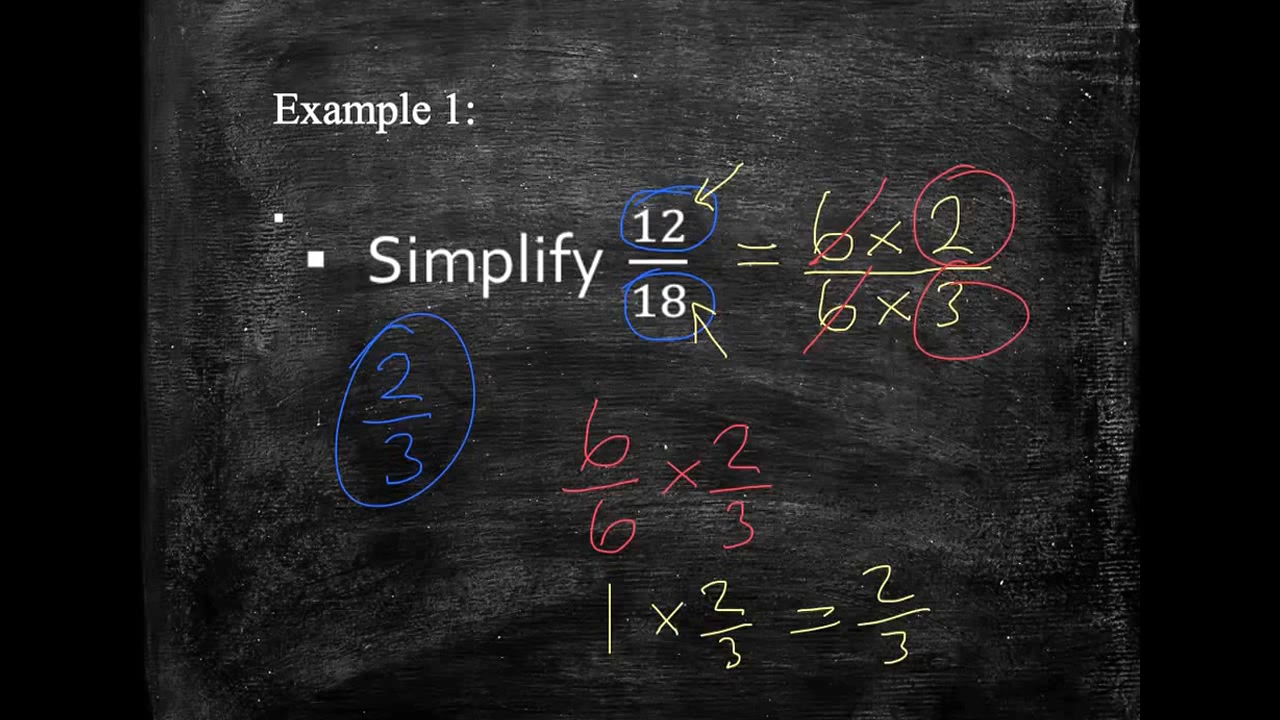 Example 1:
Simplify 12/18 = 6 × 2 / 6 × 3
2/3
6/6 × 2/3
1 × 2/3 = 2/3